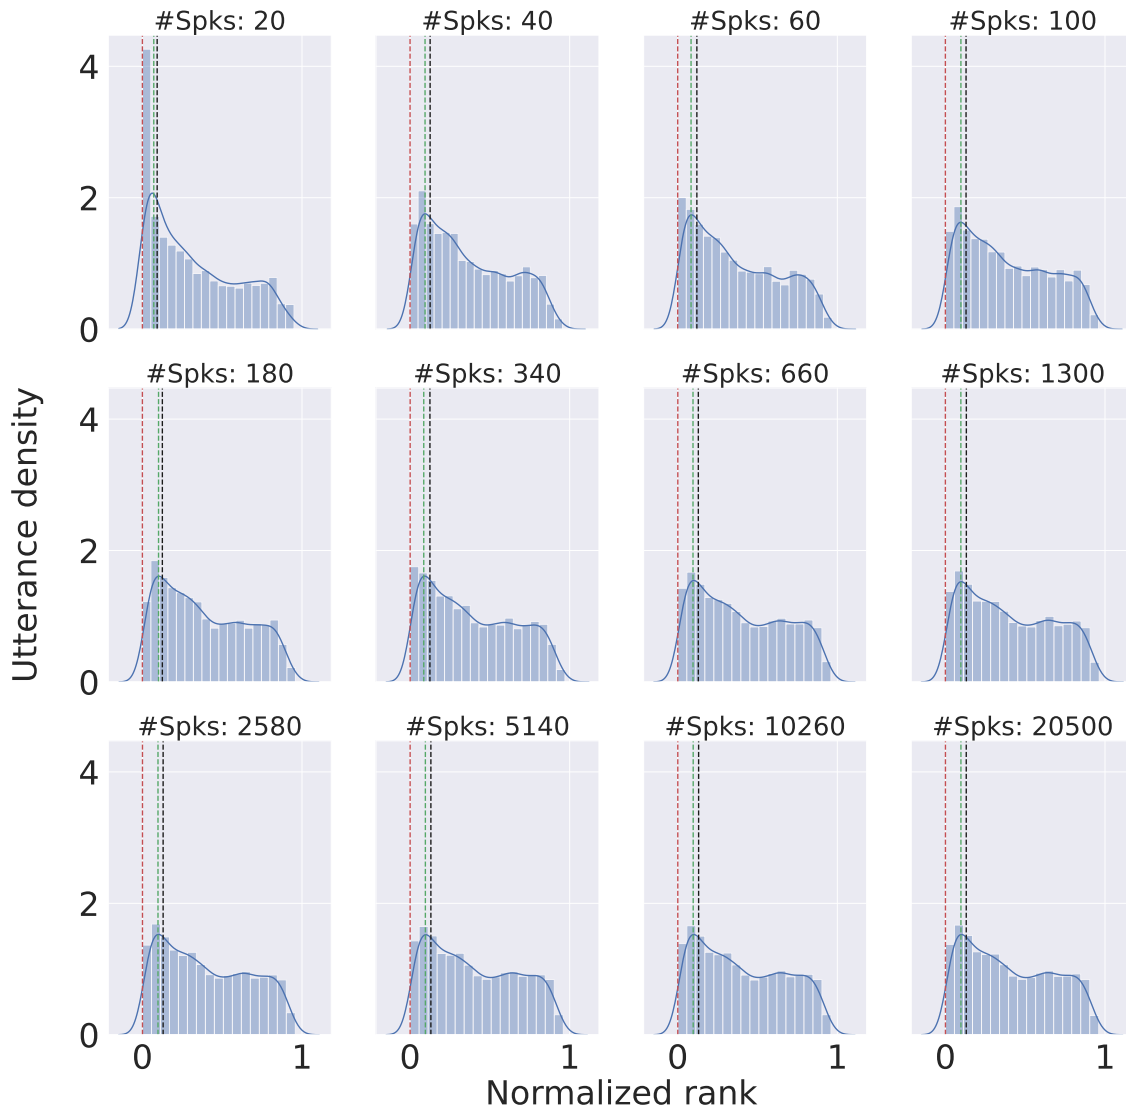 #Spks: 20
#Spks: 40
#Spks: 60
#Spks: 100
4
2
0
#Spks: 180
#Spks: 340
#Spks: 660
#Spks: 1300
4
2
0
Utterance density
#Spks: 2580
#Spks: 5140
#Spks: 10260
#Spks: 20500
4
2
0
0 1
0 1
0 1
0 1
Normalized rank